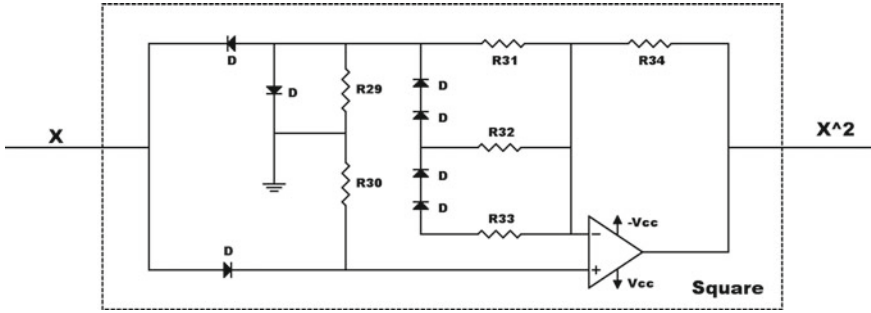 D
D
R29
R30
D
D
D
D
R31
R32
R33
R34
X
D
-Vcc
Vcc
−
+
Square
X^2